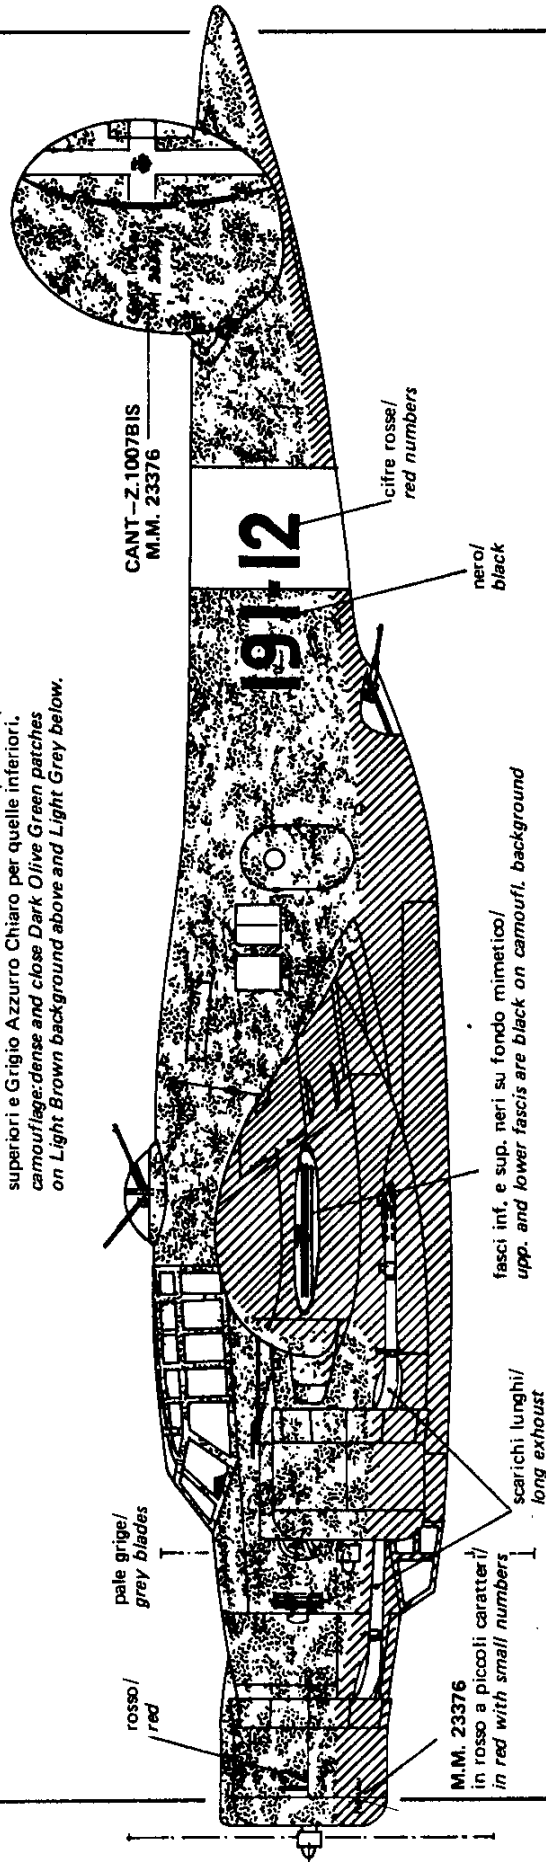 superiori e Grigio Azzurro Chiaro per quelle inferiori.
camouflage:dense and close Dark Olive Green patches
on Light Brown background above and Light Grey below.
CANT-Z.1007BIS
M.M. 23376
pale grige/
grey blades
rosso/
red
191-12
cifre rosse/
red numbers
nero/
black
fasci inf. e sup. neri su fondo mimetico/
upp. and lower fascis are black on camoufl. background
scarichi lunghi/
long exhoust
M.M. 23376
in rosso a piccoli caratteri/
in red with small numbers